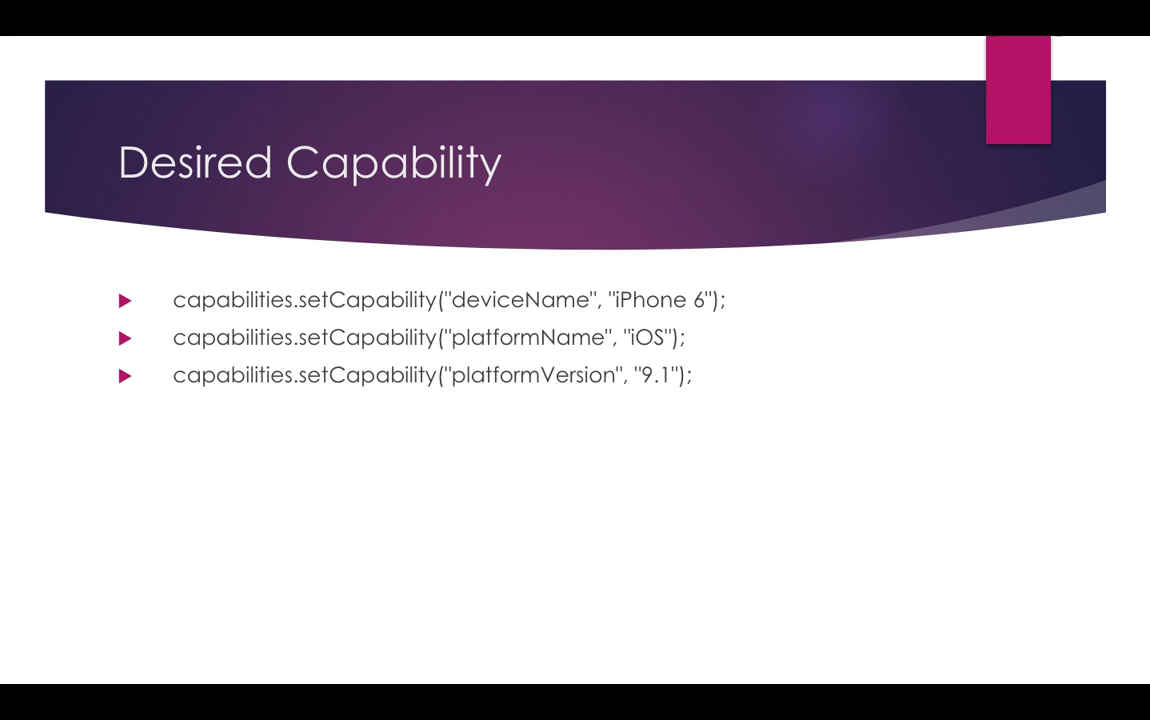 Desired Capability
capabilities.setCapability("deviceName", "iPhone 6");
capabilities.setCapability("platformName", "iOS");
capabilities.setCapability("platformVersion", "9.1");